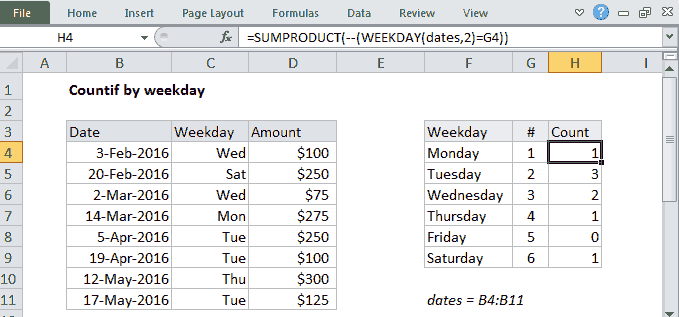 File Home Insert Page Layout Formulas Data Review View
H4 fx =SUMPRODUCT(--(WEEKDAY(dates,2)=G4))
A B C D E F G H I
1 Countif by weekday
2
3 Date Weekday Amount Weekday # Count
4 3-Feb-2016 Wed $100 Monday 1 1
5 20-Feb-2016 Sat $250 Tuesday 2 3
6 2-Mar-2016 Wed $75 Wednesday 3 2
7 14-Mar-2016 Mon $275 Thursday 4 1
8 5-Apr-2016 Tue $250 Friday 5 0
9 19-Apr-2016 Tue $100 Saturday 6 1
10 12-May-2016 Thu $300
11 17-May-2016 Tue $125 dates = B4:B11